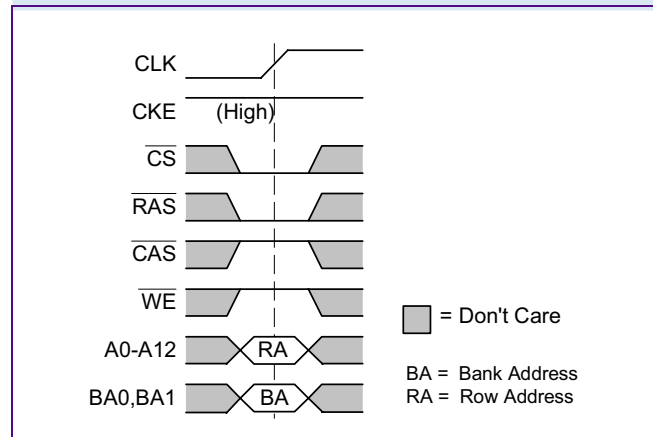 CLK
CKE (High)
CS
RAS
CAS
WE
A0-A12 RA
BA0,BA1 BA
= Don't Care
BA = Bank Address
RA = Row Address